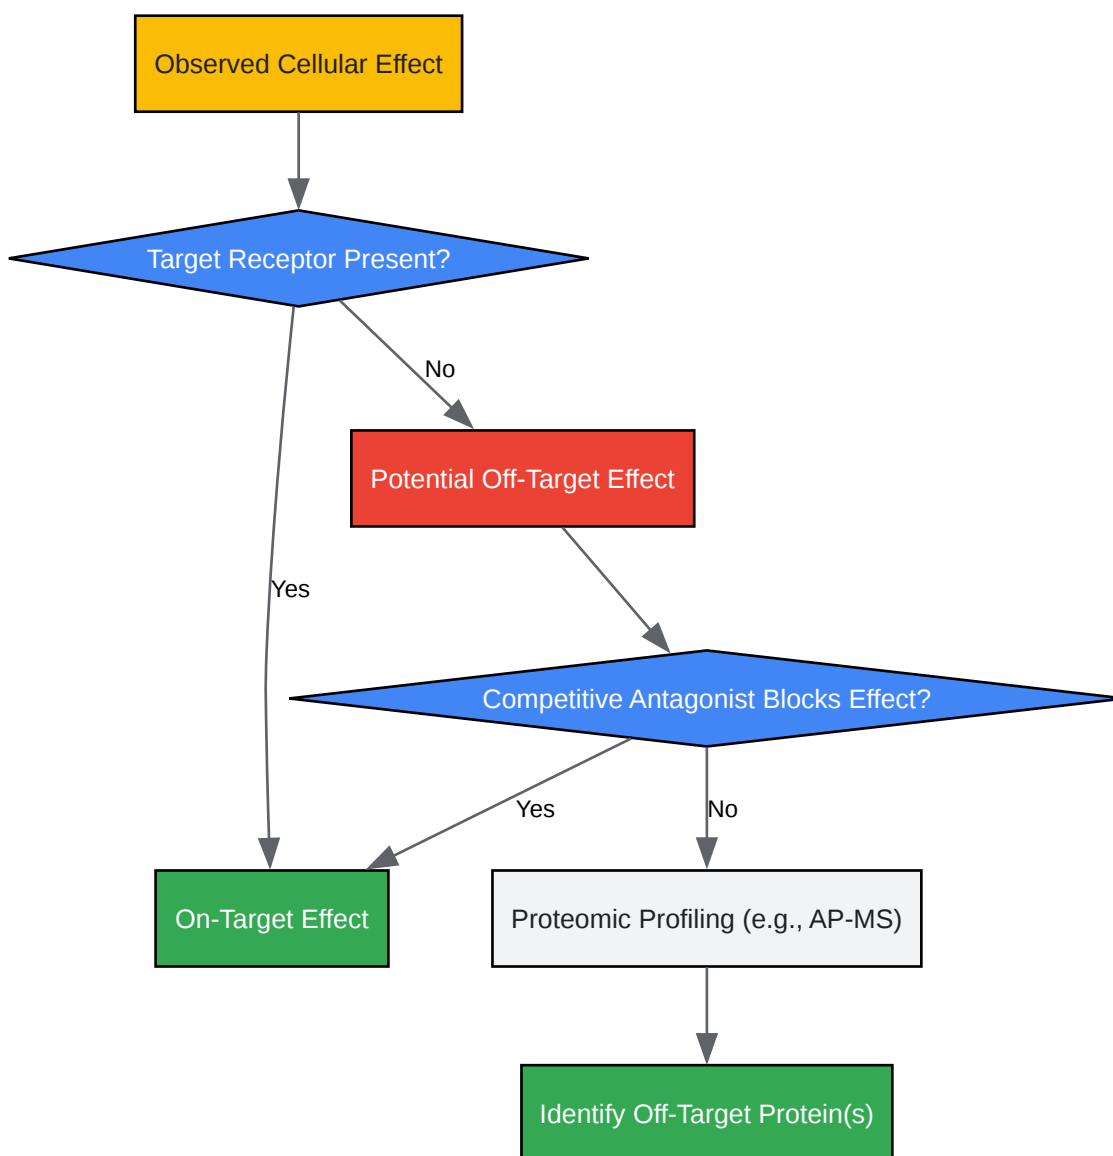 Observed Cellular Effect
Target Receptor Present?
No
Potential Off-Target Effect
Yes
Competitive Antagonist Blocks Effect?
Yes
No
On-Target Effect
Proteomic Profiling (e.g., AP-MS)
Identify Off-Target Protein(s)